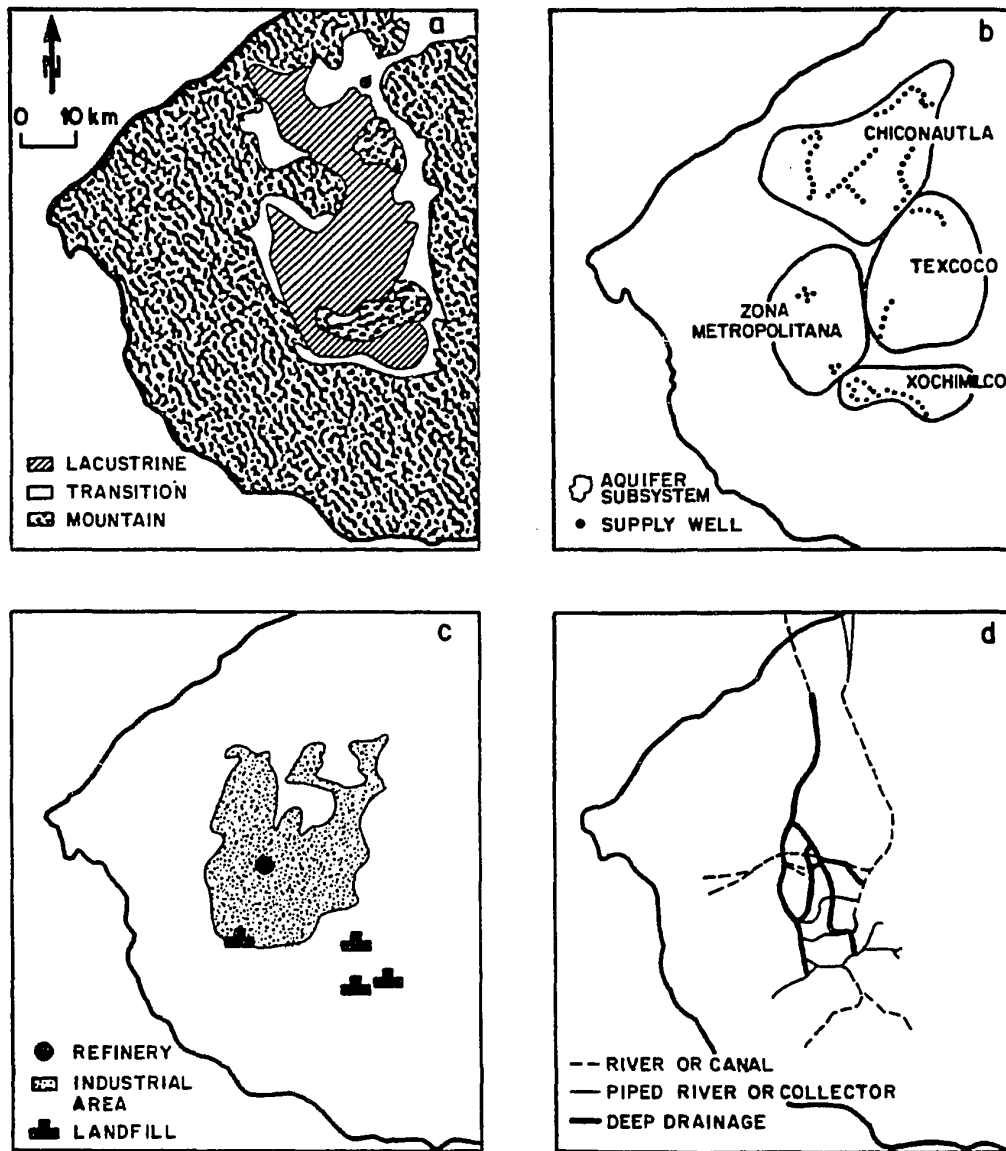 a
N
0 10 km
LACUSTRINE
TRANSITION
MOUNTAIN
b
CHICONAUTLA
TEXCOCO
ZONA
METROPOLITANA
XOCHIMILCO
AQUIFER
SUBSYSTEM
SUPPLY WELL
c
REFINERY
INDUSTRIAL
AREA
LANDFILL
d
RIVER OR CANAL
PIPED RIVER OR COLLECTOR
DEEP DRAINAGE